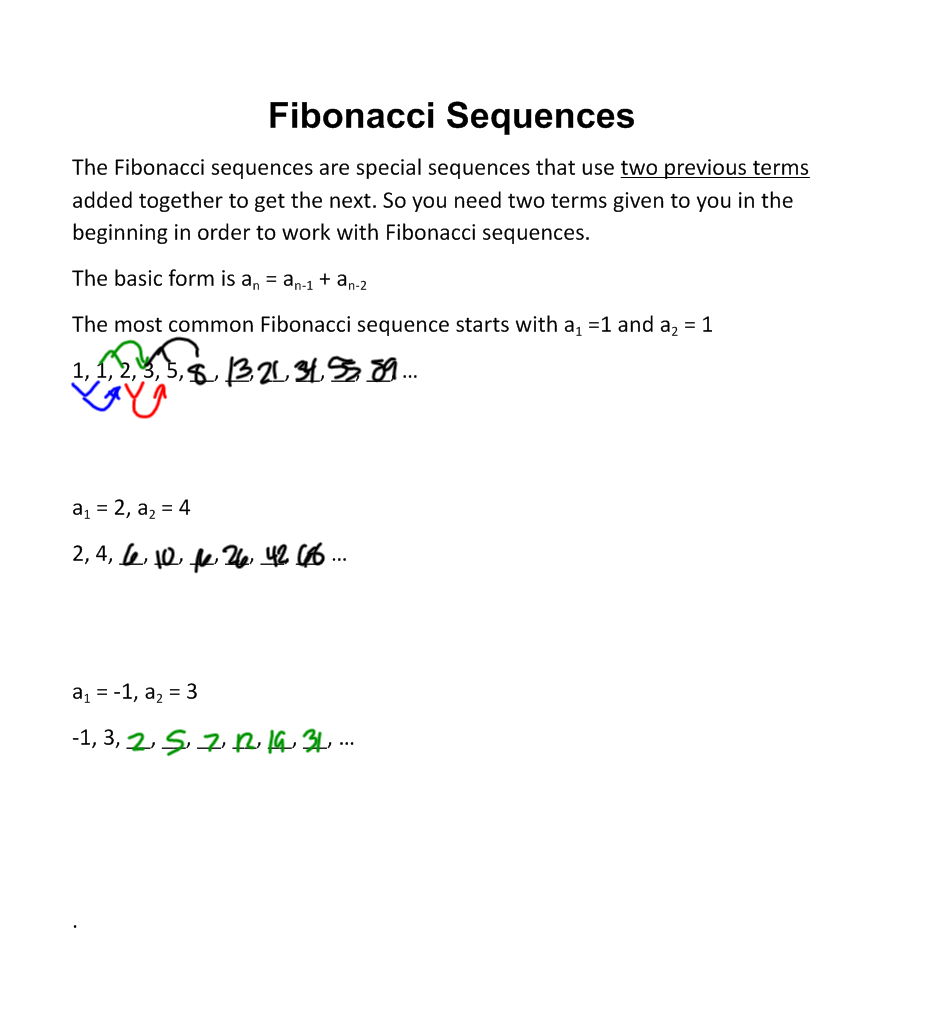 Fibonacci Sequences
The Fibonacci sequences are special sequences that use two previous terms
added together to get the next. So you need two terms given to you in the
beginning in order to work with Fibonacci sequences.
The basic form is aₙ = aₙ₋₁ + aₙ₋₂
The most common Fibonacci sequence starts with a₁ =1 and a₂ = 1
1, 1, 2, 3, 5, 8, 13, 21, 34, 55, 89 ...
a₁ = 2, a₂ = 4
2, 4, 6, 10, 16, 26, 42 68 ...
a₁ = -1, a₂ = 3
-1, 3, 2, 5, 7, 12, 19, 31, ...
.